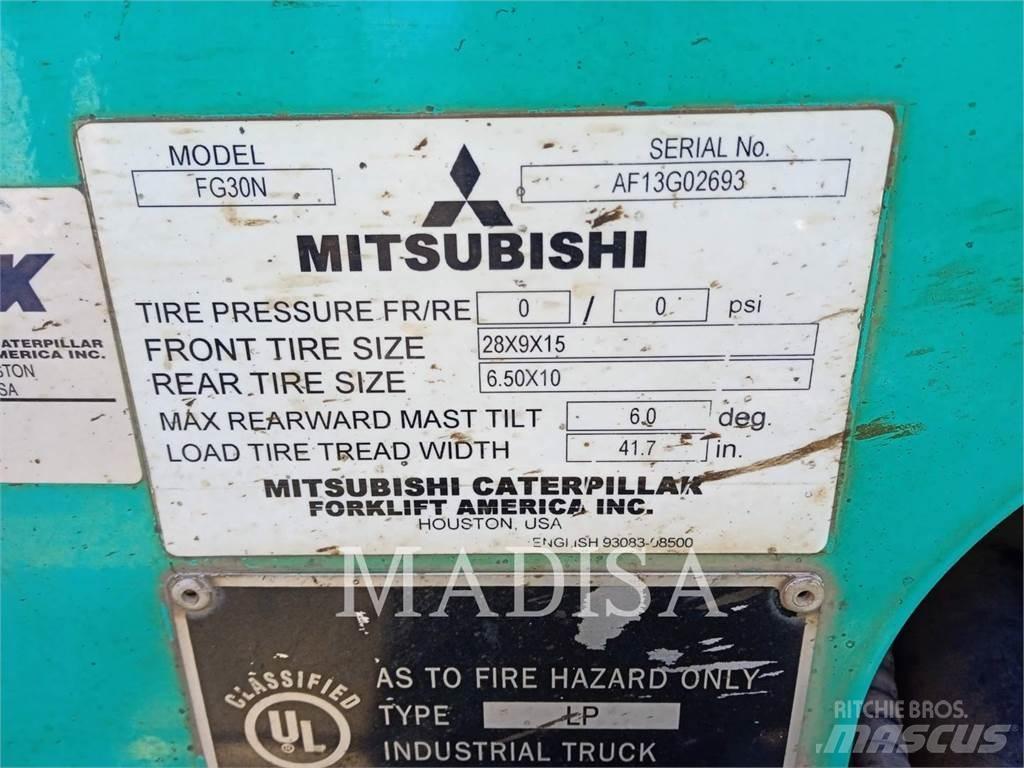 MODEL
FG30N
SERIAL No.
AF13G02693
MITSUBISHI
TIRE PRESSURE FR/RE 0 / 0 psi
FRONT TIRE SIZE 28X9X15
REAR TIRE SIZE 6.50X10
MAX REARWARD MAST TILT 6.0 deg.
LOAD TIRE TREAD WIDTH 41.7 in.
MITSUBISHI CATERPILLAR
FORKLIFT AMERICA INC.
HOUSTON, USA
ENGLISH 93083-08500
K
CATERPILLAR
AMERICA INC.
STON
SA
MADISA
CLASSIFIED
UL
AS TO FIRE HAZARD ONLY
TYPE LP
INDUSTRIAL TRUCK
RITCHIE BROS.
MASCUS